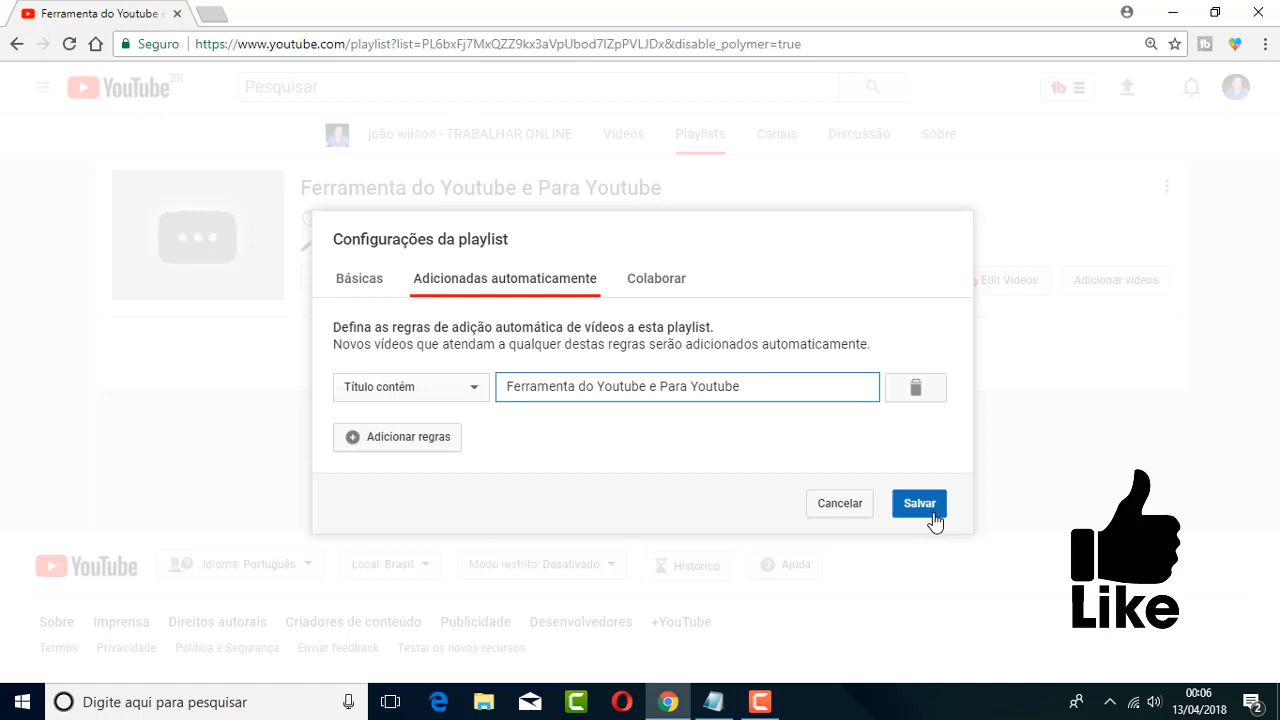 Ferramenta do Youtube e
Seguro
https://www.youtube.com/playlist?list=PL6bxFj7MxQZZ9kx3aVpUbod7IZpPVLJDx&disable_polymer=true
YouTube BR
Pesquisar
tb
joão wilson - TRABALHAR ONLINE
Vídeos
Playlists
Canais
Discussão
Sobre
Ferramenta do Youtube e Para Youtube
Edit Videos
Adicionar vídeos
Configurações da playlist
Básicas
Adicionadas automaticamente
Colaborar
Defina as regras de adição automática de vídeos a esta playlist.
Novos vídeos que atendam a qualquer destas regras serão adicionados automaticamente.
Título contém
Ferramenta do Youtube e Para Youtube
Adicionar regras
Cancelar
Salvar
Like
YouTube
Idioma: Português
Local: Brasil
Modo restrito: Desativado
Histórico
Ajuda
Sobre
Imprensa
Direitos autorais
Criadores de conteúdo
Publicidade
Desenvolvedores
+YouTube
Termos
Privacidade
Política e Segurança
Enviar feedback
Testar os novos recursos
Digite aqui para pesquisar
00:06
13/04/2018
2